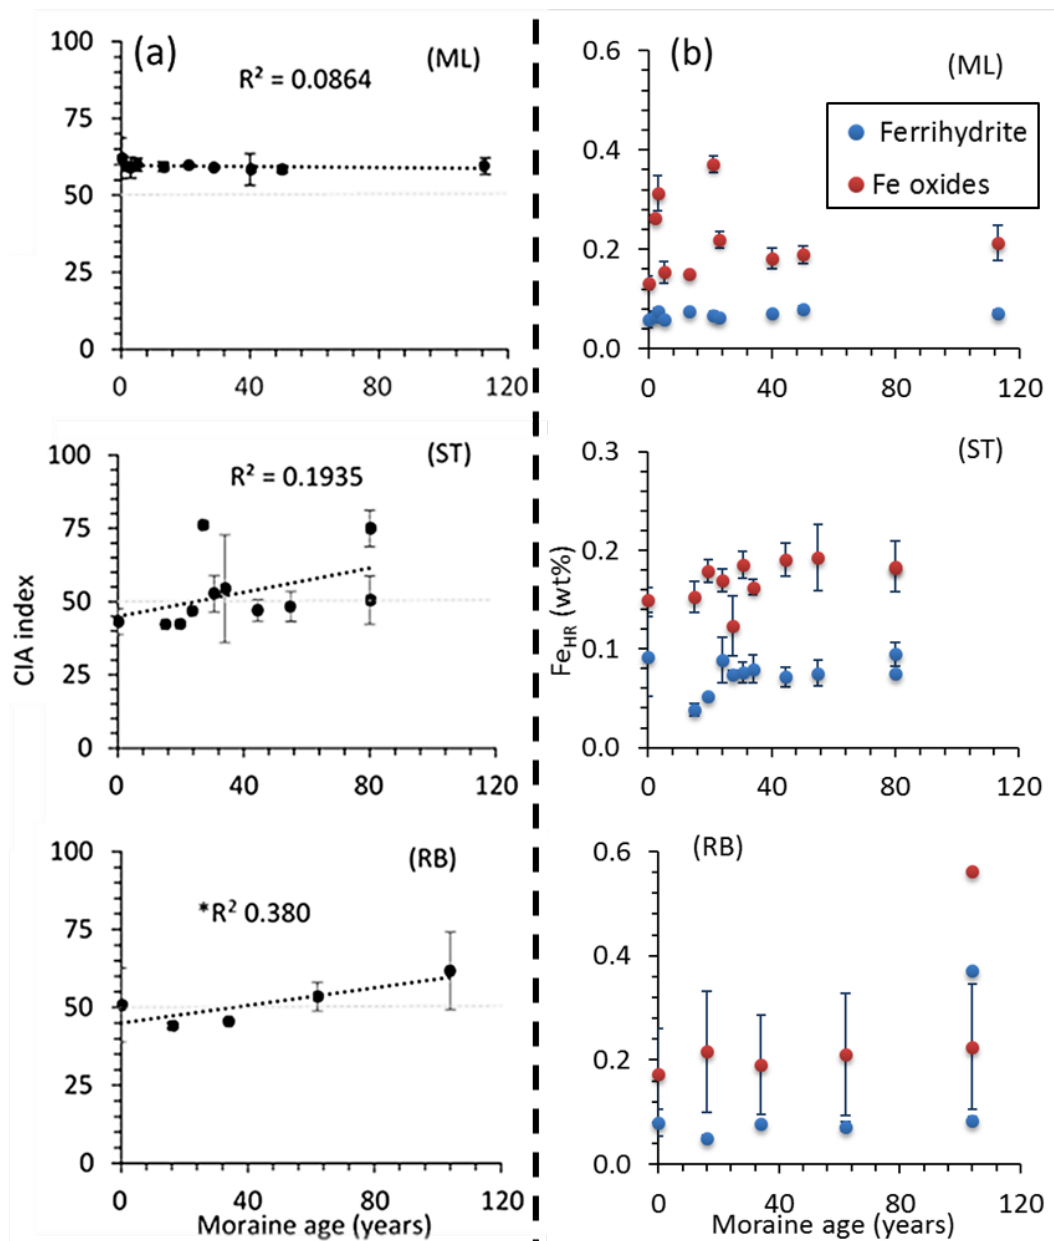 (a)
(ML)
R² = 0.0864
100
75
50
25
0
0 40 80 120
(b)
(ML)
Ferrihydrite
Fe oxides
0.6
0.4
0.2
0.0
0 40 80 120
CIA index
(ST)
R² = 0.1935
100
75
50
25
0
0 40 80 120
Fe_HR (wt%)
(ST)
0.3
0.2
0.1
0.0
0 40 80 120
(RB)
*R² 0.380
100
75
50
25
0
0 40 80 120
Moraine age (years)
(RB)
0.6
0.4
0.2
0.0
0 40 80 120
Moraine age (years)